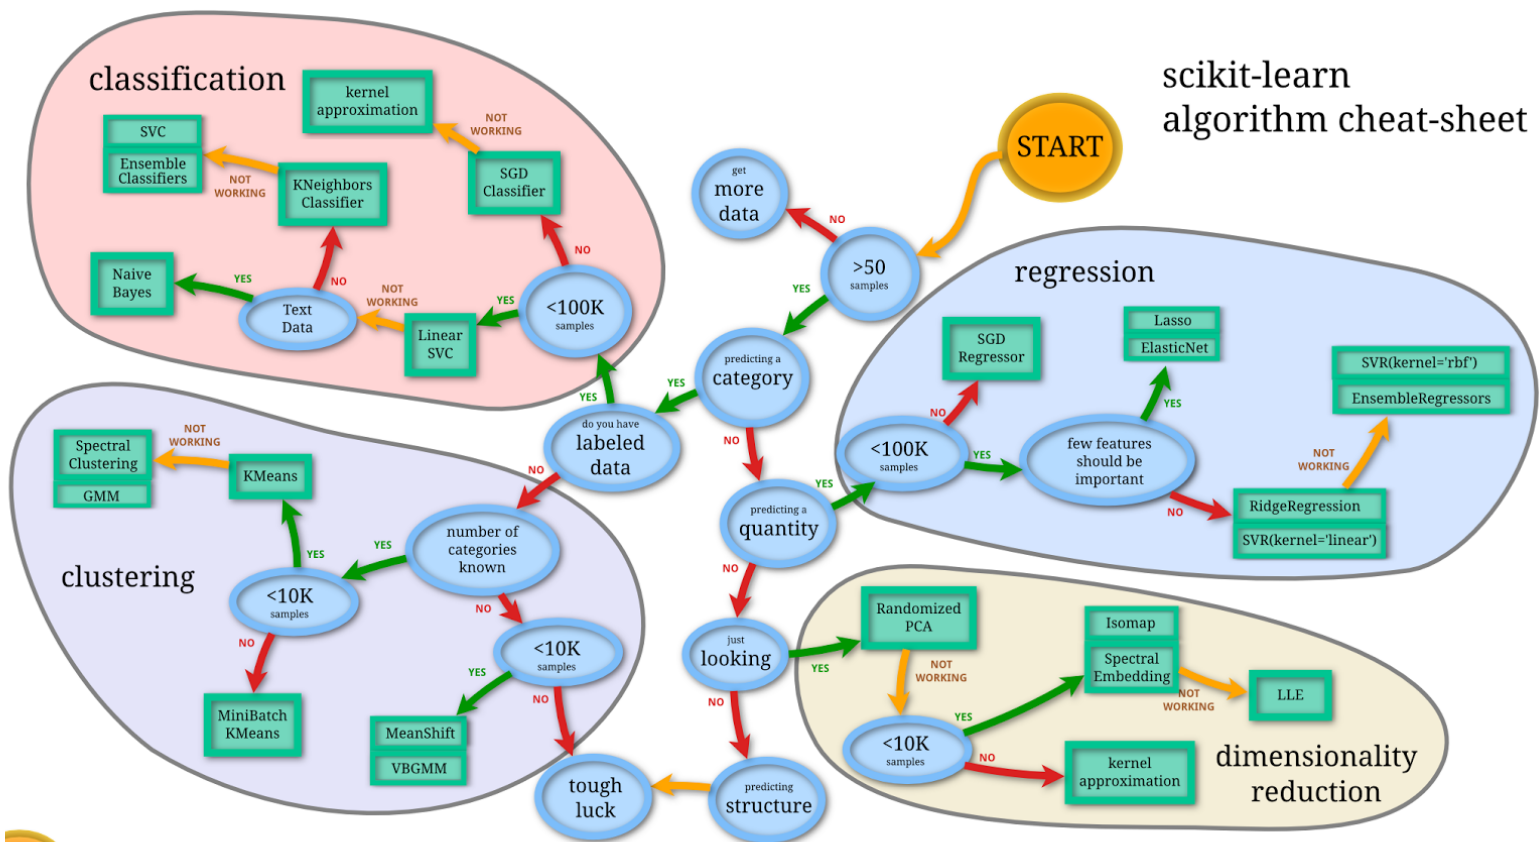 scikit-learn
algorithm cheat-sheet
START
>50
samples
NO
get
more
data
YES
predicting a
category
YES
do you have
labeled
data
YES
NO
NO
predicting a
quantity
YES
NO
just
looking
YES
NO
predicting
structure
tough
luck
classification
<100K
samples
NO
SGD
Classifier
NOT
WORKING
kernel
approximation
YES
Linear
SVC
NOT
WORKING
Text
Data
YES
Naive
Bayes
NO
KNeighbors
Classifier
NOT
WORKING
SVC
Ensemble
Classifiers
clustering
number of
categories
known
YES
<10K
samples
YES
KMeans
NOT
WORKING
Spectral
Clustering
GMM
NO
MiniBatch
KMeans
NO
<10K
samples
YES
MeanShift
VBGMM
NO
regression
<100K
samples
NO
SGD
Regressor
YES
few features
should be
important
YES
Lasso
ElasticNet
NO
RidgeRegression
SVR(kernel='linear')
NOT
WORKING
SVR(kernel='rbf')
EnsembleRegressors
dimensionality
reduction
Randomized
PCA
NOT
WORKING
<10K
samples
YES
Isomap
Spectral
Embedding
NOT
WORKING
LLE
NO
kernel
approximation